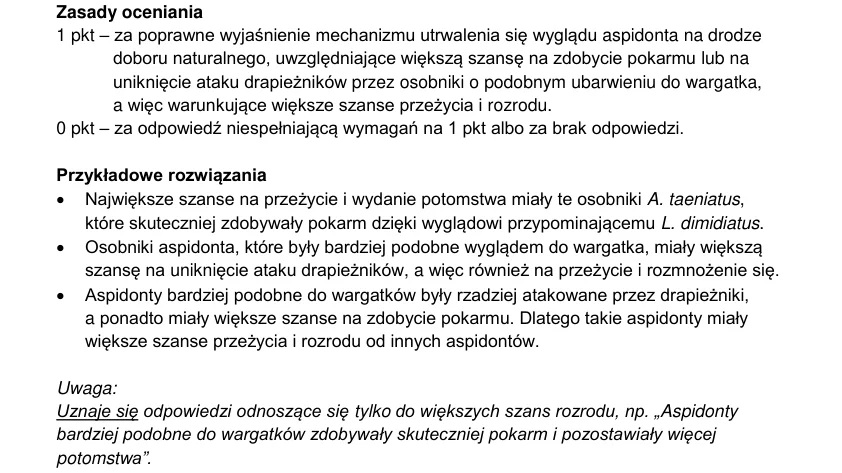 Zasady oceniania
1 pkt – za poprawne wyjaśnienie mechanizmu utrwalenia się wyglądu aspidonta na drodze
doboru naturalnego, uwzględniające większą szansę na zdobycie pokarmu lub na
uniknięcie ataku drapieżników przez osobniki o podobnym ubarwieniu do wargatka,
a więc warunkujące większe szanse przeżycia i rozrodu.
0 pkt – za odpowiedź niespełniającą wymagań na 1 pkt albo za brak odpowiedzi.
Przykładowe rozwiązania
• Największe szanse na przeżycie i wydanie potomstwa miały te osobniki A. taeniatus,
które skuteczniej zdobywały pokarm dzięki wyglądowi przypominającemu L. dimidiatus.
• Osobniki aspidonta, które były bardziej podobne wyglądem do wargatka, miały większą
szansę na uniknięcie ataku drapieżników, a więc również na przeżycie i rozmnożenie się.
• Aspidonty bardziej podobne do wargatków były rzadziej atakowane przez drapieżniki,
a ponadto miały większe szanse na zdobycie pokarmu. Dlatego takie aspidonty miały
większe szanse przeżycia i rozrodu od innych aspidontów.
Uwaga:
Uznaje się odpowiedzi odnoszące się tylko do większych szans rozrodu, np. „Aspidonty
bardziej podobne do wargatków zdobywały skuteczniej pokarm i pozostawiały więcej
potomstwa”.